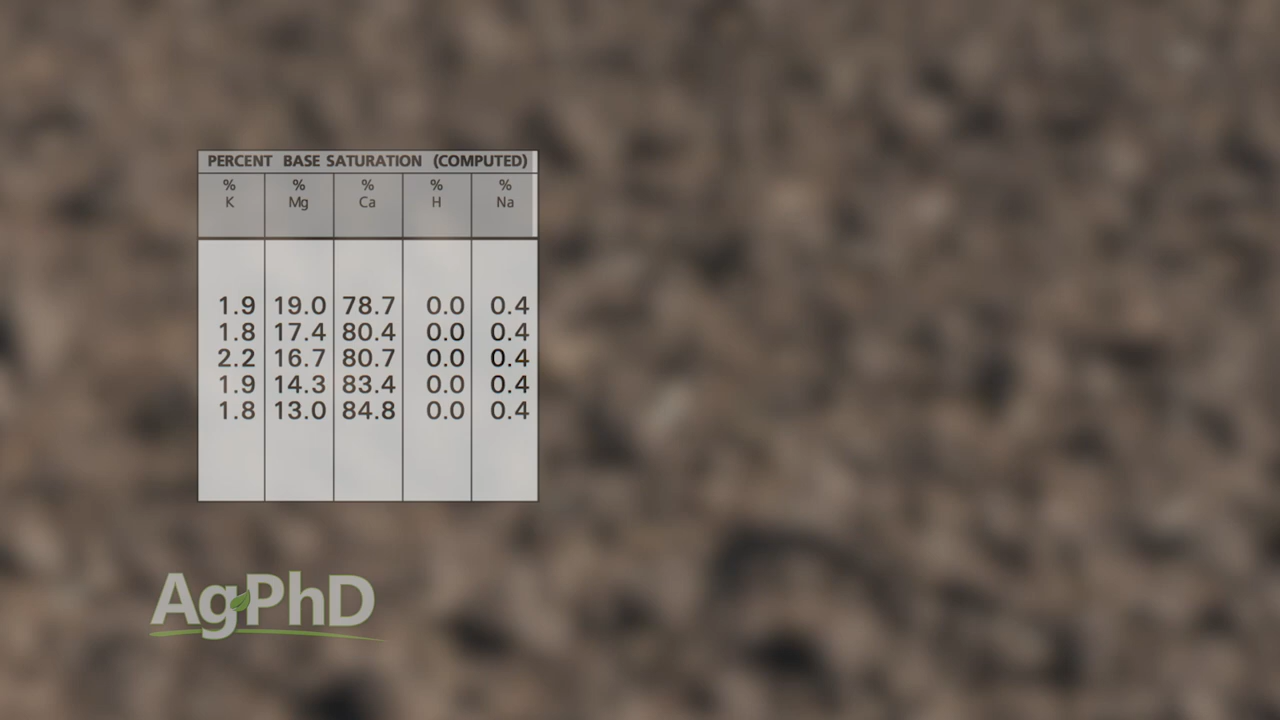 PERCENT BASE SATURATION (COMPUTED)
% % % % %
K Mg Ca H Na
1.9 19.0 78.7 0.0 0.4
1.8 17.4 80.4 0.0 0.4
2.2 16.7 80.7 0.0 0.4
1.9 14.3 83.4 0.0 0.4
1.8 13.0 84.8 0.0 0.4
AgPhD